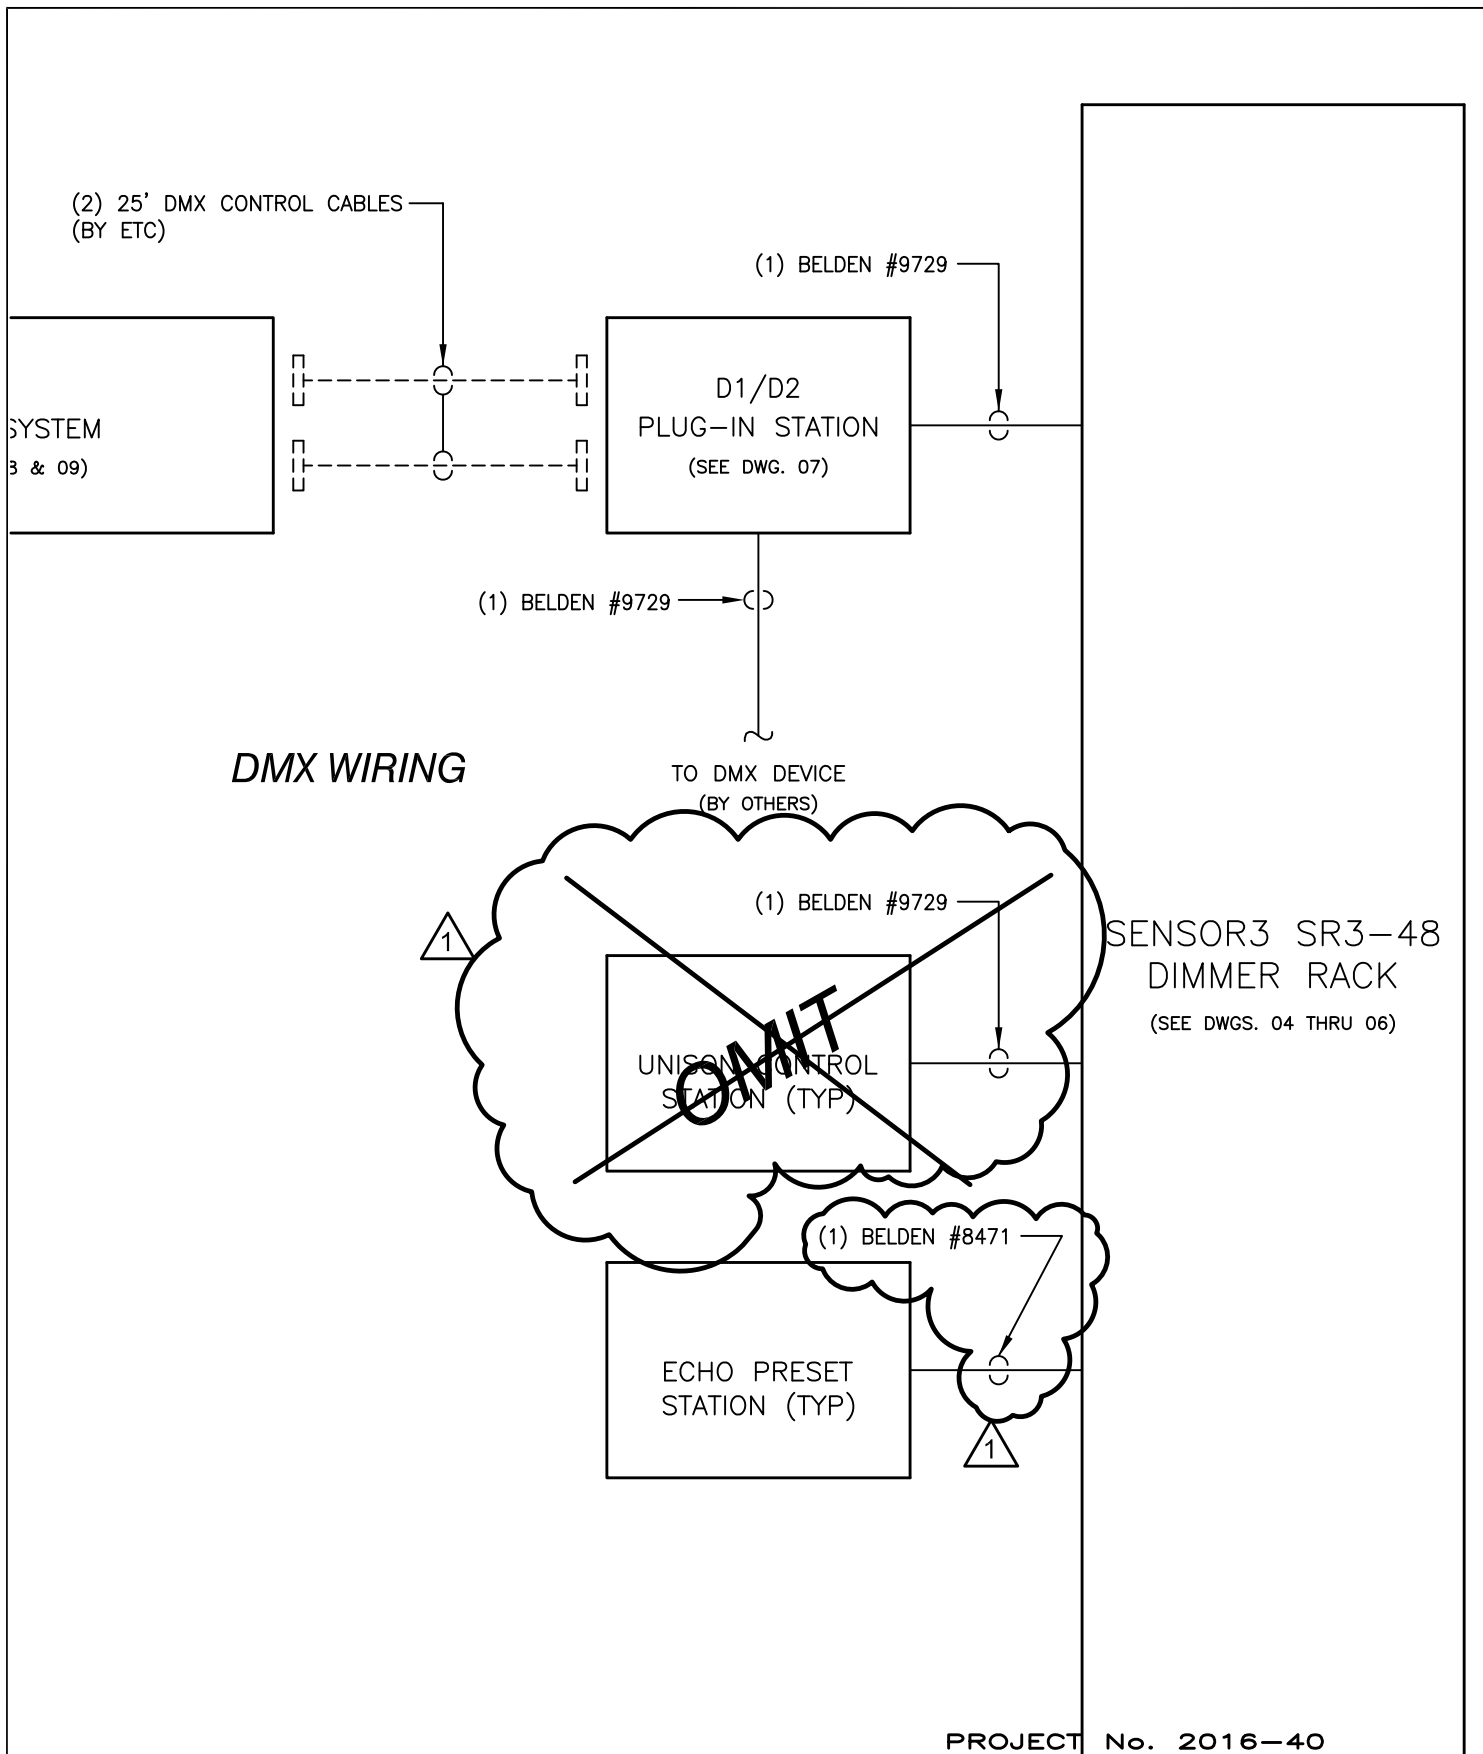 (2) 25' DMX CONTROL CABLES
(BY ETC)
(1) BELDEN #9729
D1/D2
PLUG-IN STATION
(SEE DWG. 07)
SYSTEM
& 09)
(1) BELDEN #9729
DMX WIRING
TO DMX DEVICE
(BY OTHERS)
(1) BELDEN #9729
1
SENSOR3 SR3-48
DIMMER RACK
(SEE DWGS. 04 THRU 06)
UNISON CONTROL
STATION (TYP)
OMIT
(1) BELDEN #8471
ECHO PRESET
STATION (TYP)
1
PROJECT No. 2016-40